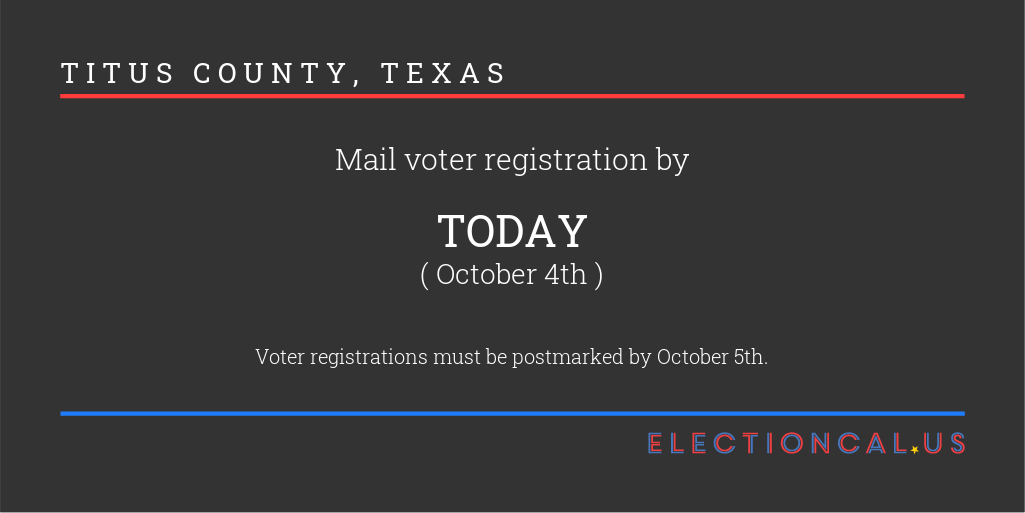 TITUS COUNTY, TEXAS
Mail voter registration by
TODAY
( October 4th )
Voter registrations must be postmarked by October 5th.
ELECTIONCAL.US